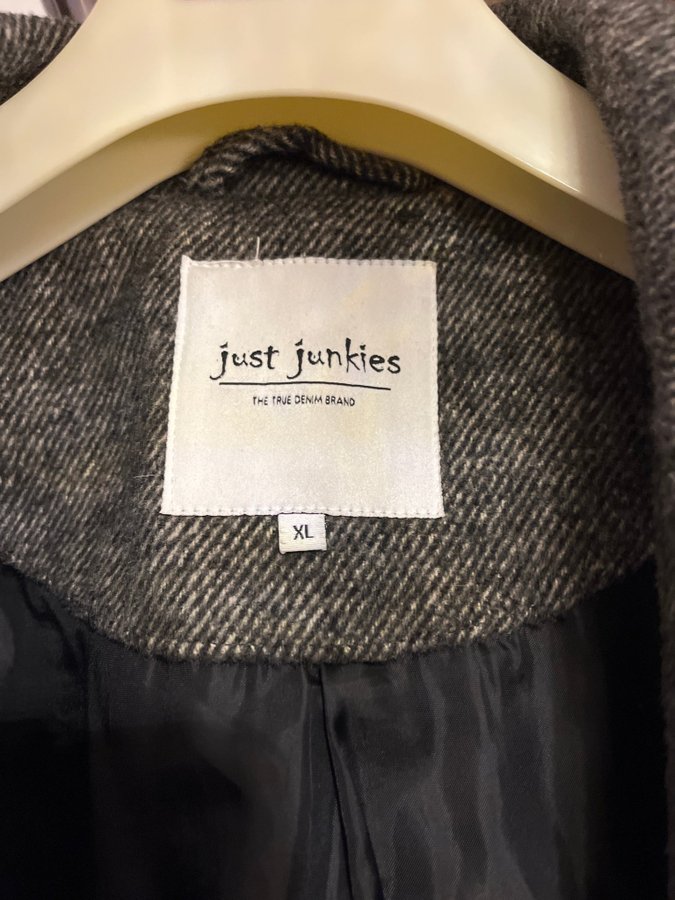 just junkies
THE TRUE DENIM BRAND
XL